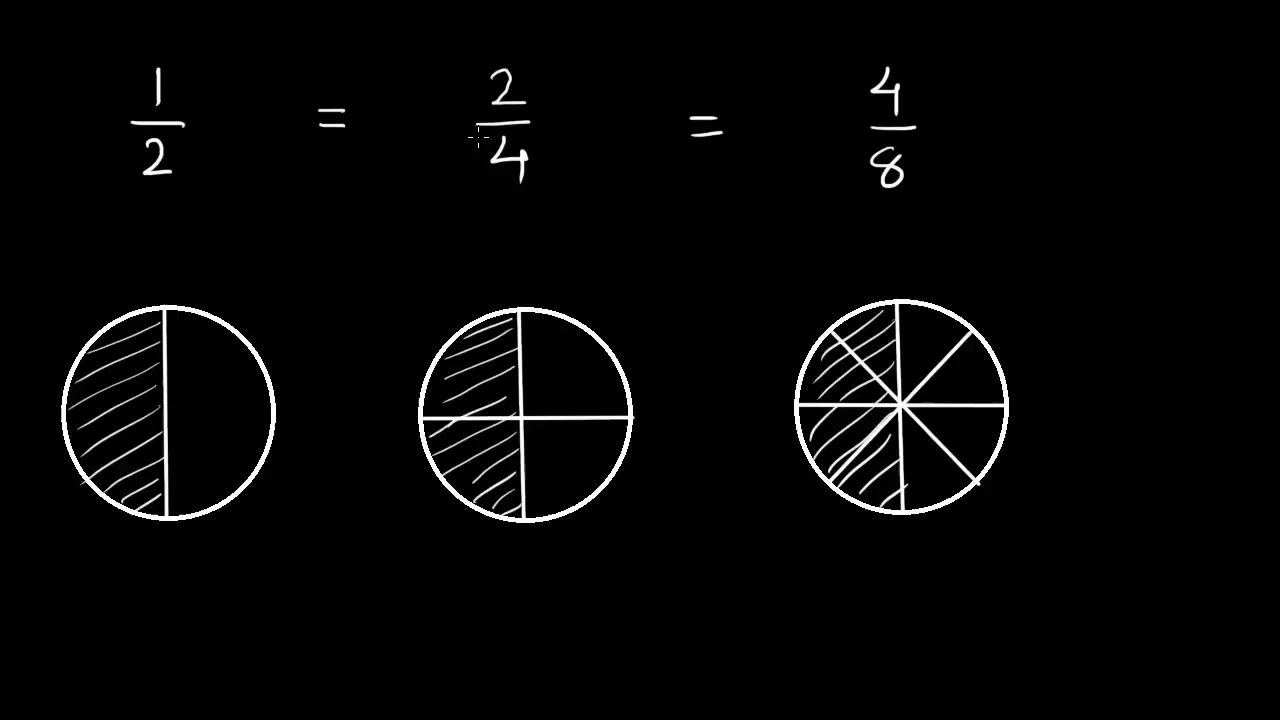 1/2 = 2/4 = 4/8